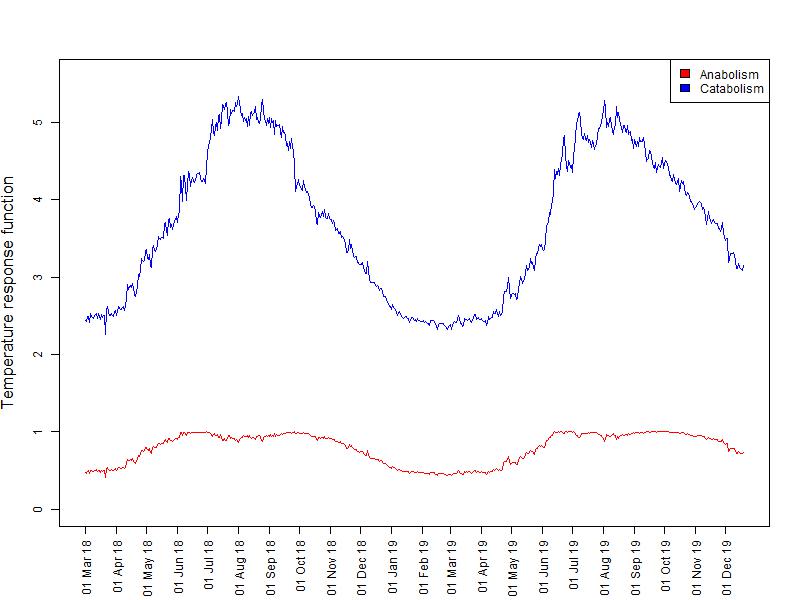 Anabolism
Catabolism
Temperature response function
5
4
3
2
1
0
01 Mar 18
01 Apr 18
01 May 18
01 Jun 18
01 Jul 18
01 Aug 18
01 Sep 18
01 Oct 18
01 Nov 18
01 Dec 18
01 Jan 19
01 Feb 19
01 Mar 19
01 Apr 19
01 May 19
01 Jun 19
01 Jul 19
01 Aug 19
01 Sep 19
01 Oct 19
01 Nov 19
01 Dec 19